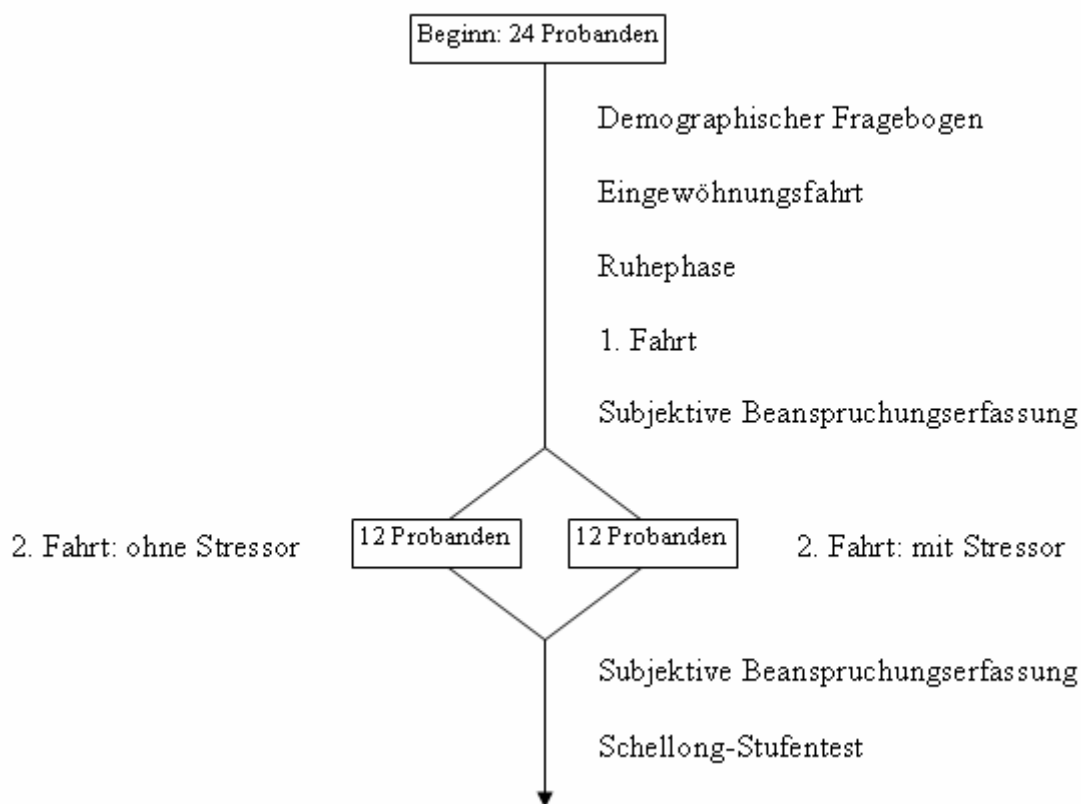 Beginn: 24 Probanden
Demographischer Fragebogen
Eingewöhnungsfahrt
Ruhephase
1. Fahrt
Subjektive Beanspruchungserfassung
2. Fahrt: ohne Stressor
12 Probanden
12 Probanden
2. Fahrt: mit Stressor
Subjektive Beanspruchungserfassung
Schellong-Stufentest